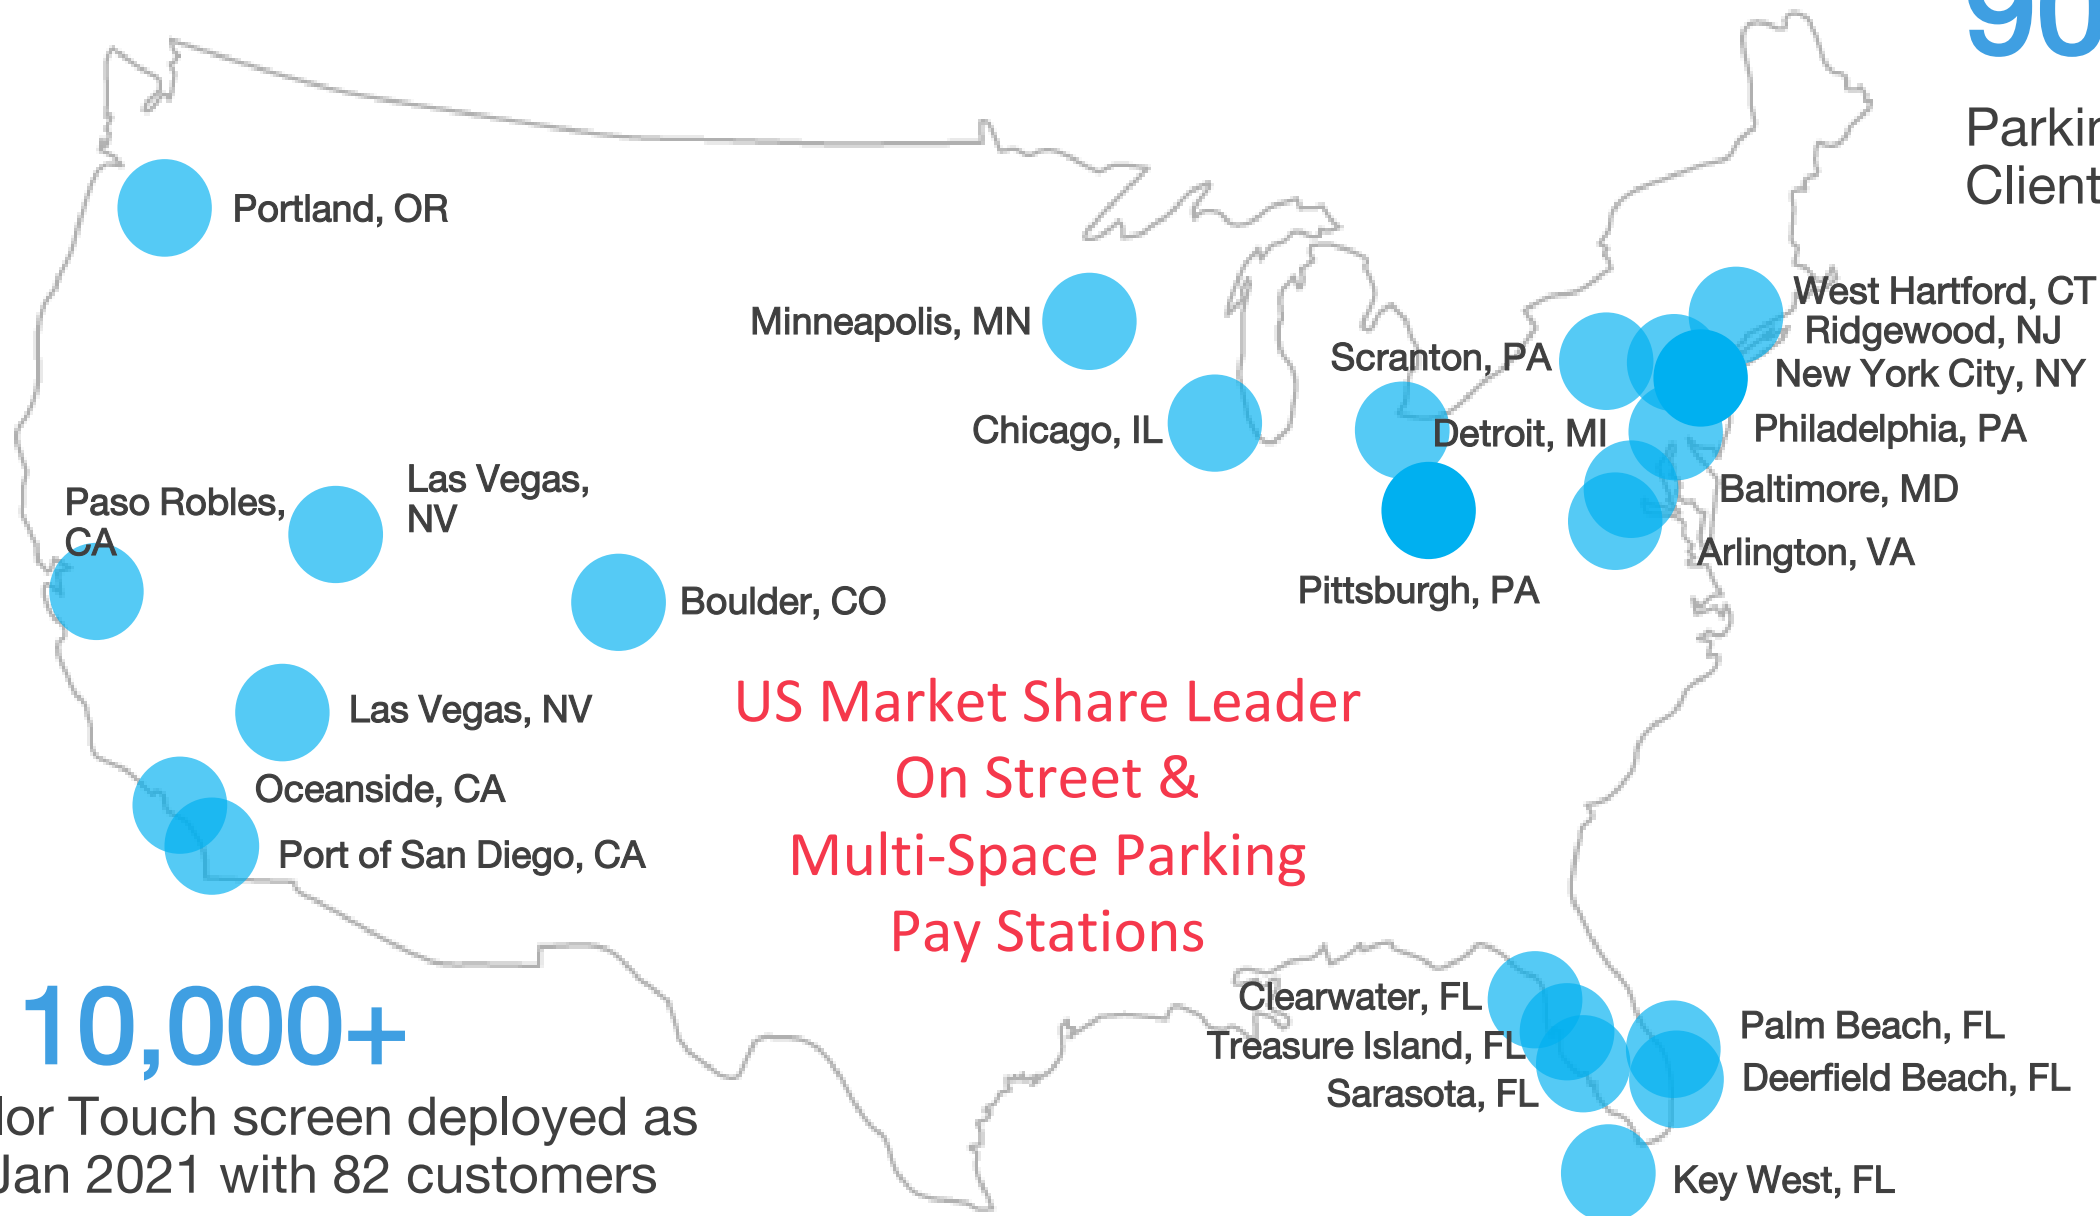 90
Parkin
Client
Portland, OR
Minneapolis, MN
West Hartford, CT
Ridgewood, NJ
Scranton, PA
New York City, NY
Chicago, IL
Detroit, MI
Philadelphia, PA
Las Vegas,
NV
Paso Robles,
CA
Baltimore, MD
Arlington, VA
Pittsburgh, PA
Boulder, CO
Las Vegas, NV
US Market Share Leader
On Street &
Multi-Space Parking
Pay Stations
Oceanside, CA
Port of San Diego, CA
Clearwater, FL
Treasure Island, FL
Sarasota, FL
Palm Beach, FL
Deerfield Beach, FL
Key West, FL
10,000+
lor Touch screen deployed as
Jan 2021 with 82 customers